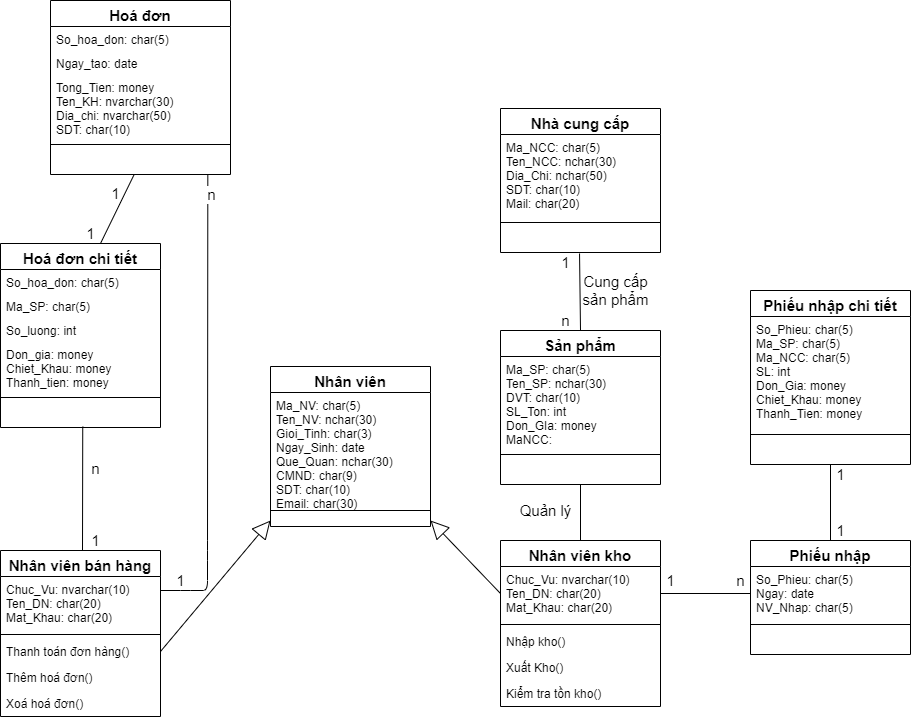 Hoá đơn
So_hoa_don: char(5)
Ngay_tao: date
Tong_Tien: money
Ten_KH: nvarchar(30)
Dia_chi: nvarchar(50)
SDT: char(10)
1
n
1
Hoá đơn chi tiết
So_hoa_don: char(5)
Ma_SP: char(5)
So_luong: int
Don_gia: money
Chiet_Khau: money
Thanh_tien: money
n
1
Nhân viên bán hàng
Chuc_Vu: nvarchar(10)
Ten_DN: char(20)
Mat_Khau: char(20)
Thanh toán đơn hàng()
Thêm hoá đơn()
Xoá hoá đơn()
1
Nhân viên
Ma_NV: char(5)
Ten_NV: nchar(30)
Gioi_Tinh: char(3)
Ngay_Sinh: date
Que_Quan: nchar(30)
CMND: char(9)
SDT: char(10)
Email: char(30)
Nhà cung cấp
Ma_NCC: char(5)
Ten_NCC: nchar(30)
Dia_Chi: nchar(50)
SDT: char(10)
Mail: char(20)
1
Cung cấp
sản phẩm
n
Sản phẩm
Ma_SP: char(5)
Ten_SP: nchar(30)
DVT: char(10)
SL_Ton: int
Don_GIa: money
MaNCC:
Quản lý
Nhân viên kho
Chuc_Vu: nvarchar(10)
Ten_DN: char(20)
Mat_Khau: char(20)
Nhập kho()
Xuất Kho()
Kiểm tra tồn kho()
1
n
Phiếu nhập chi tiết
So_Phieu: char(5)
Ma_SP: char(5)
Ma_NCC: char(5)
SL: int
Don_Gia: money
Chiet_Khau: money
Thanh_Tien: money
1
1
Phiếu nhập
So_Phieu: char(5)
Ngay: date
NV_Nhap: char(5)